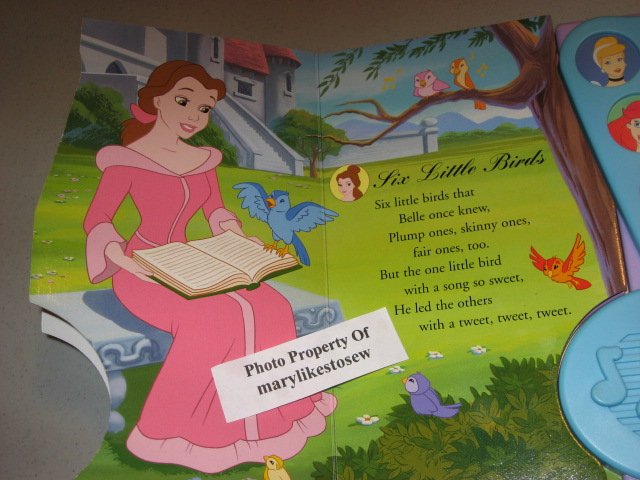 Six Little Birds
Six little birds that
Belle once knew,
Plump ones, skinny ones,
fair ones, too.
But the one little bird
with a song so sweet,
He led the others
with a tweet, tweet, tweet.
Photo Property Of
marylikestosew